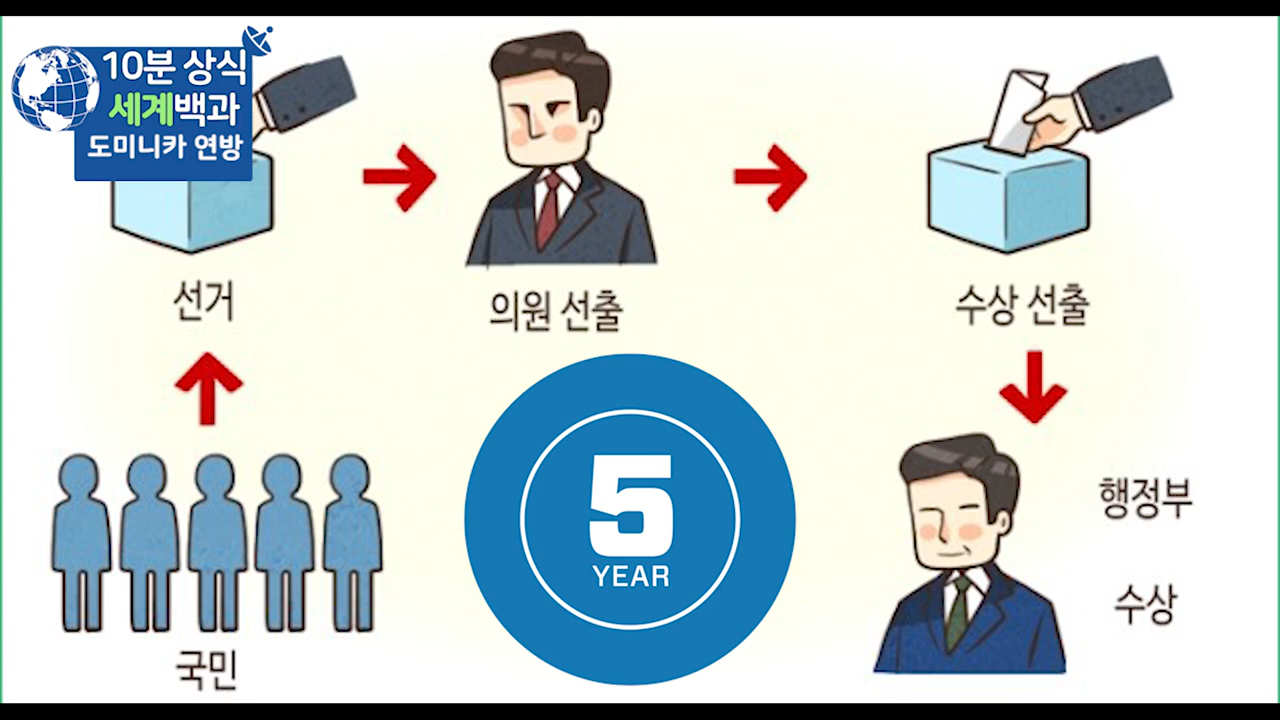 10분 상식
세계백과
도미니카 연방
선거
의원 선출
수상 선출
5
YEAR
행정부
수상
국민